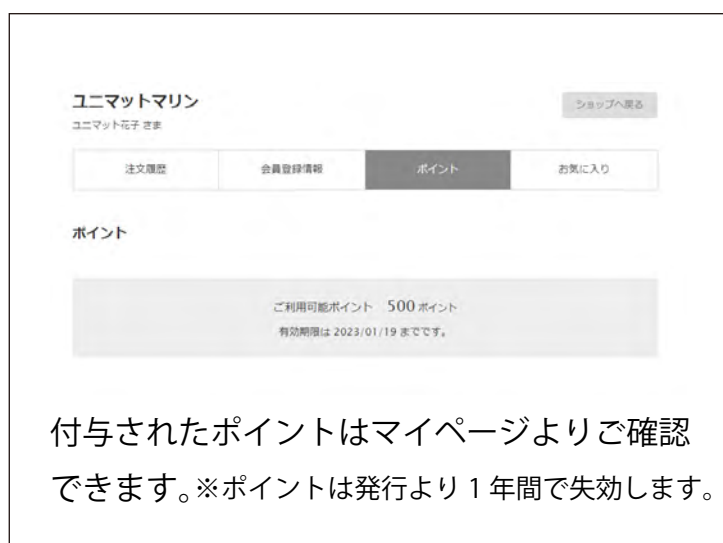 ユニマットマリン
ショップへ戻る
ユニマット花子 さま
注文履歴
会員登録情報
ポイント
お気に入り
ポイント
ご利用可能ポイント 500 ポイント
有効期限は 2023/01/19 までです。
付与されたポイントはマイページよりご確認
できます。※ポイントは発行より 1 年間で失効します。